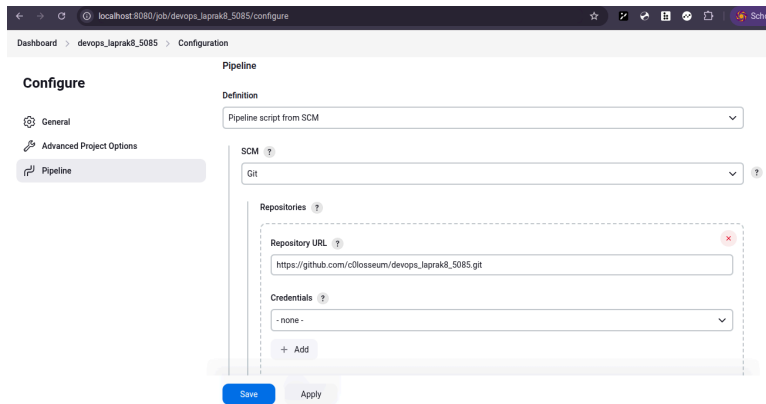 localhost:8080/job/devops_laprak8_5085/configure
Sch
Dashboard > devops_laprak8_5085 > Configuration
Configure
General
Advanced Project Options
Pipeline
Pipeline
Definition
Pipeline script from SCM
SCM ?
Git
?
Repositories ?
Repository URL ?
https://github.com/c0losseum/devops_laprak8_5085.git
Credentials ?
- none -
+ Add
Save Apply